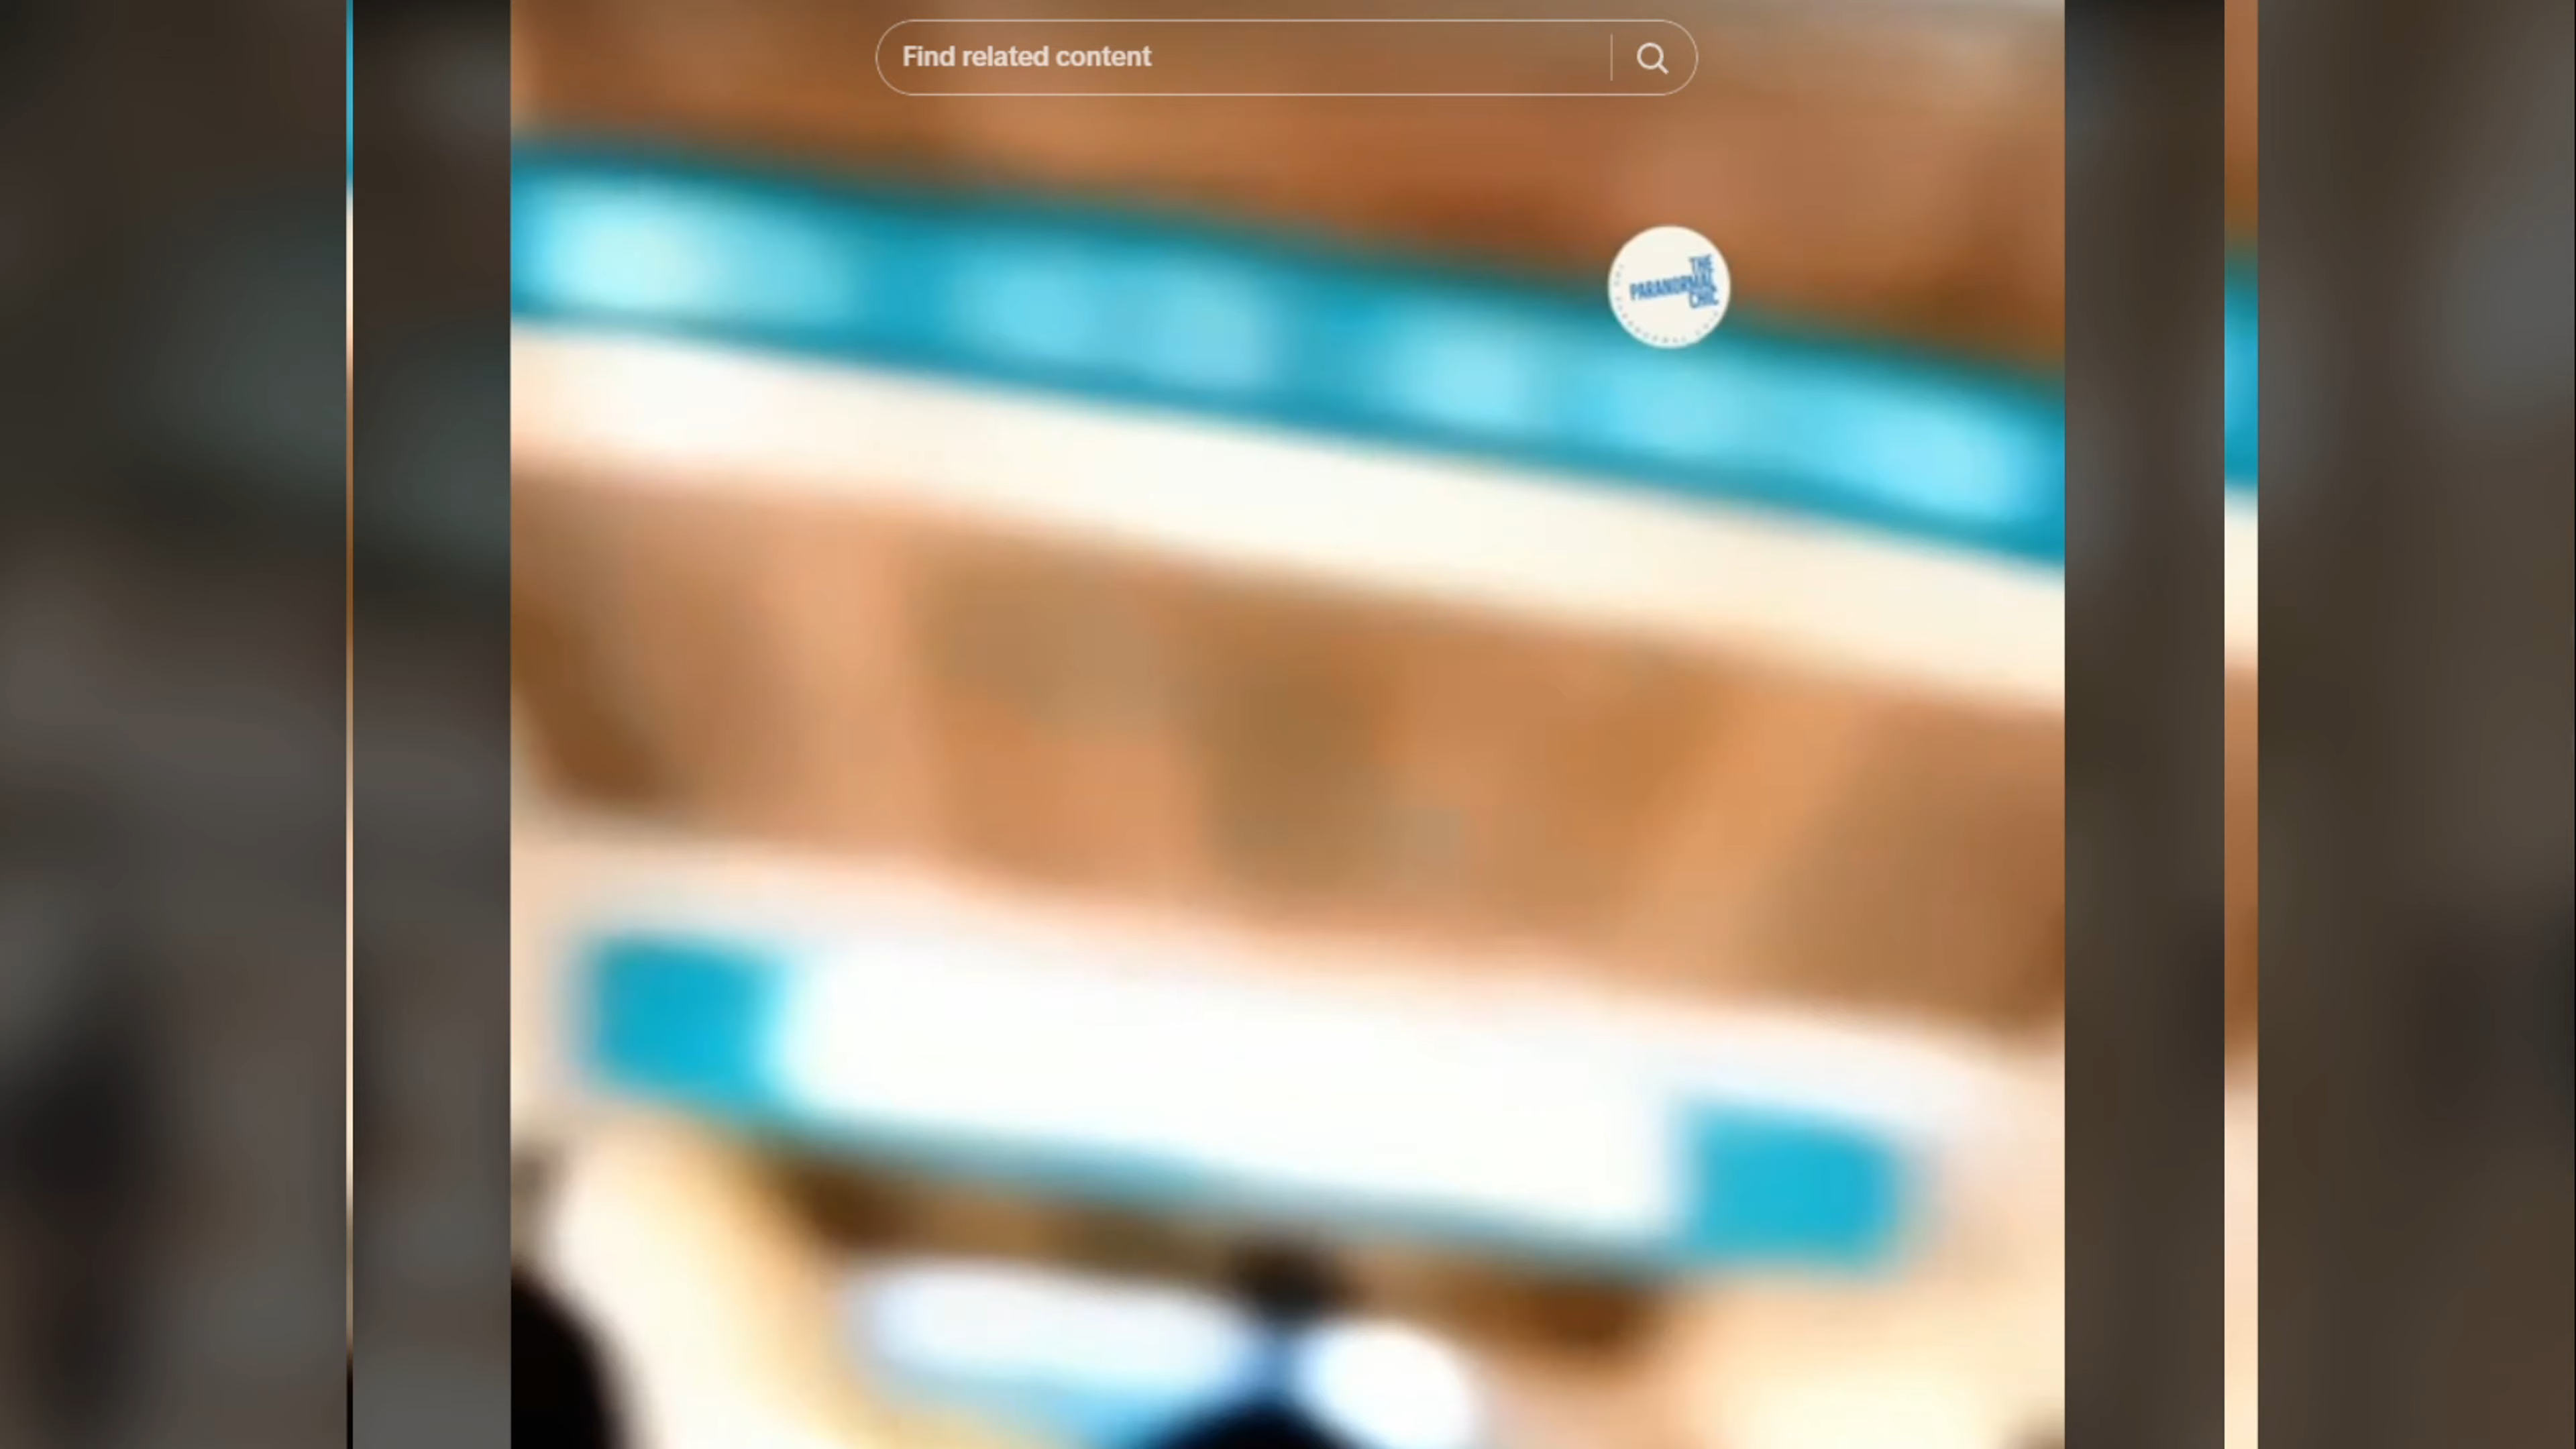 Find related content
THE
PARANORMAL
CHIC